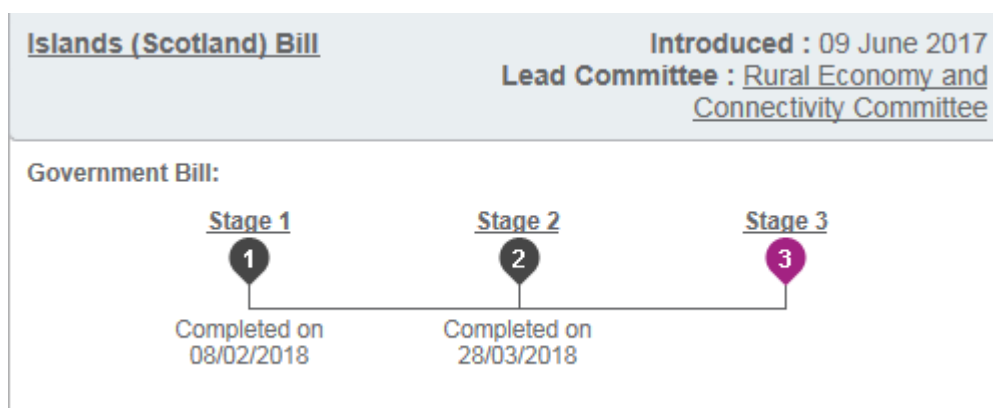 Islands (Scotland) Bill
Introduced : 09 June 2017
Lead Committee : Rural Economy and
Connectivity Committee
Government Bill:
Stage 1
Stage 2
Stage 3
1
2
3
Completed on
08/02/2018
Completed on
28/03/2018